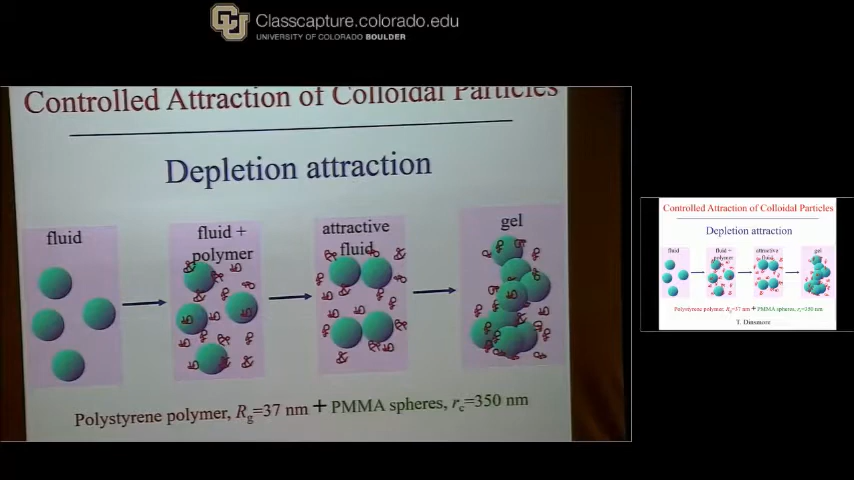 Classcapture.colorado.edu
UNIVERSITY OF COLORADO BOULDER
Controlled Attraction of Colloidal Particles
Depletion attraction
fluid
fluid +
polymer
attractive
fluid
gel
Polystyrene polymer, Rg=37 nm + PMMA spheres, rc=350 nm
Controlled Attraction of Colloidal Particles
Depletion attraction
fluid
fluid +
polymer
attractive
fluid
gel
Polystyrene polymer, Rg=37 nm + PMMA spheres, rc=350 nm
T. Dinsmore